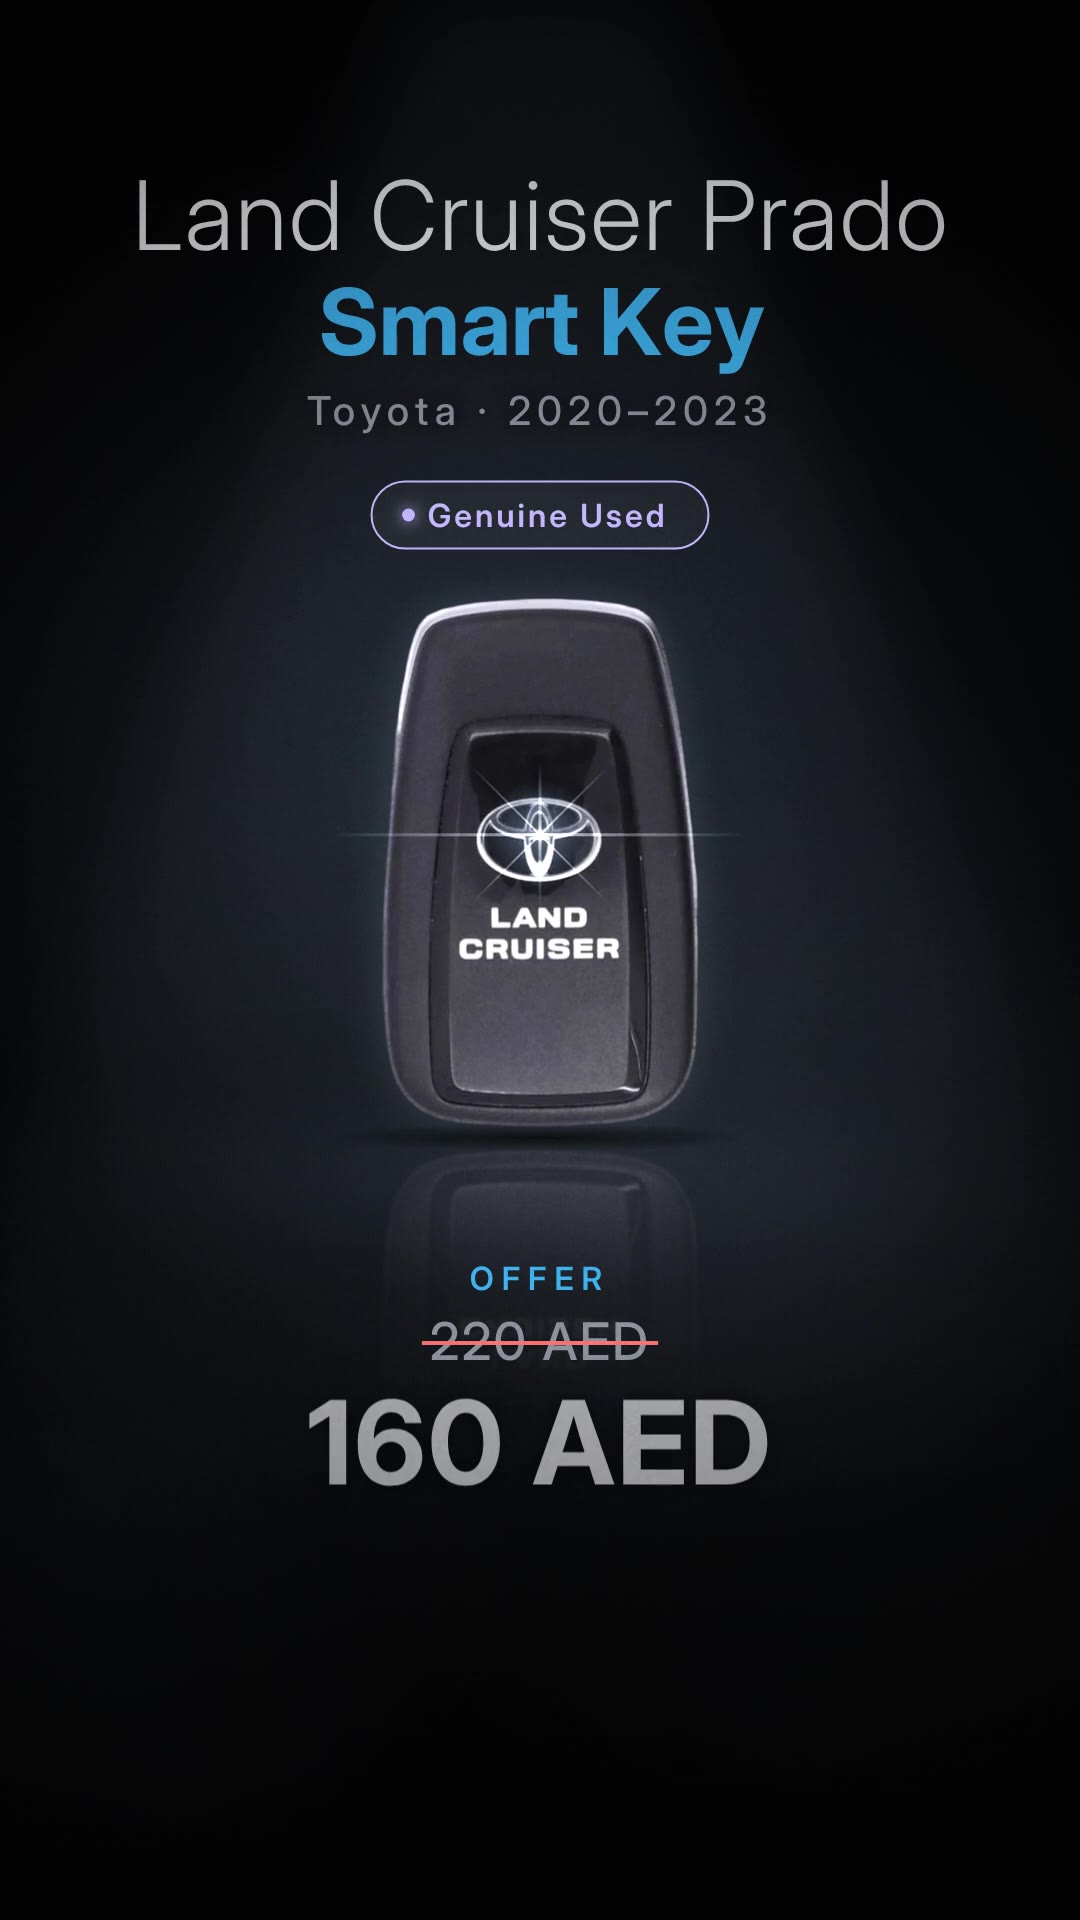 Land Cruiser Prado
Smart Key
Toyota · 2020–2023
Genuine Used
LAND
CRUISER
OFFER
220 AED
160 AED